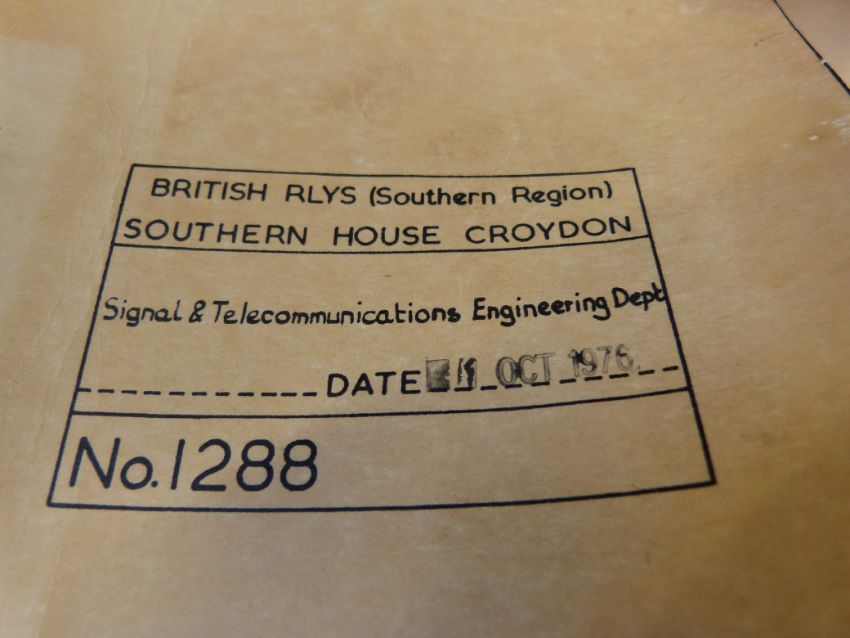 BRITISH RLYS (Southern Region)
SOUTHERN HOUSE CROYDON
Signal & Telecommunications Engineering Dept
DATE OCT 1976
No. 1288